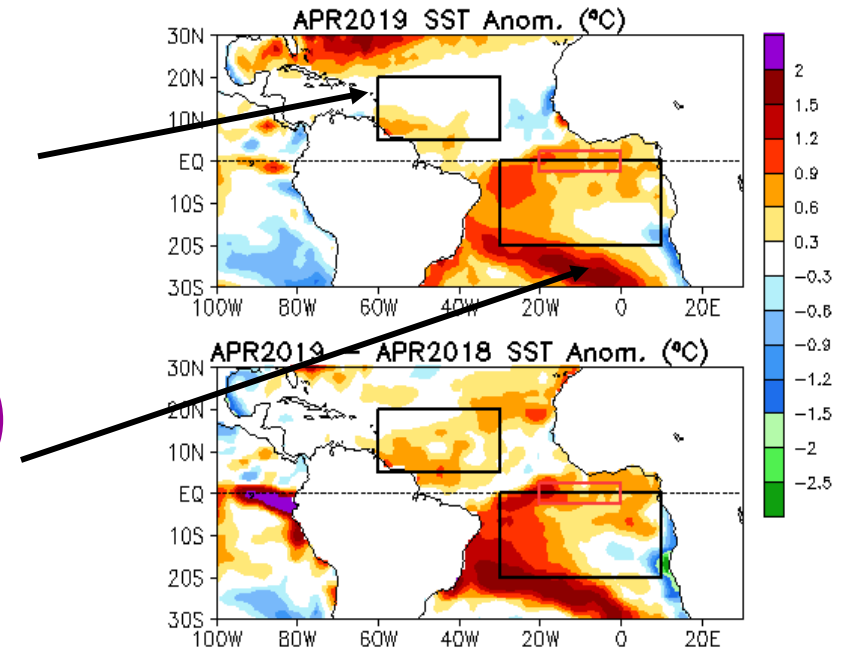 APR2019 SST Anom. (°C)
30N
20N
10N
EQ
10S
20S
30S
100W 80W 60W 40W 20W 0 20E
APR2019 − APR2018 SST Anom. (°C)
30N
20N
10N
EQ
10S
20S
30S
100W 80W 60W 40W 20W 0 20E
2
1.5
1.2
0.9
0.6
0.3
−0.3
−0.6
−0.9
−1.2
−1.5
−2
−2.5